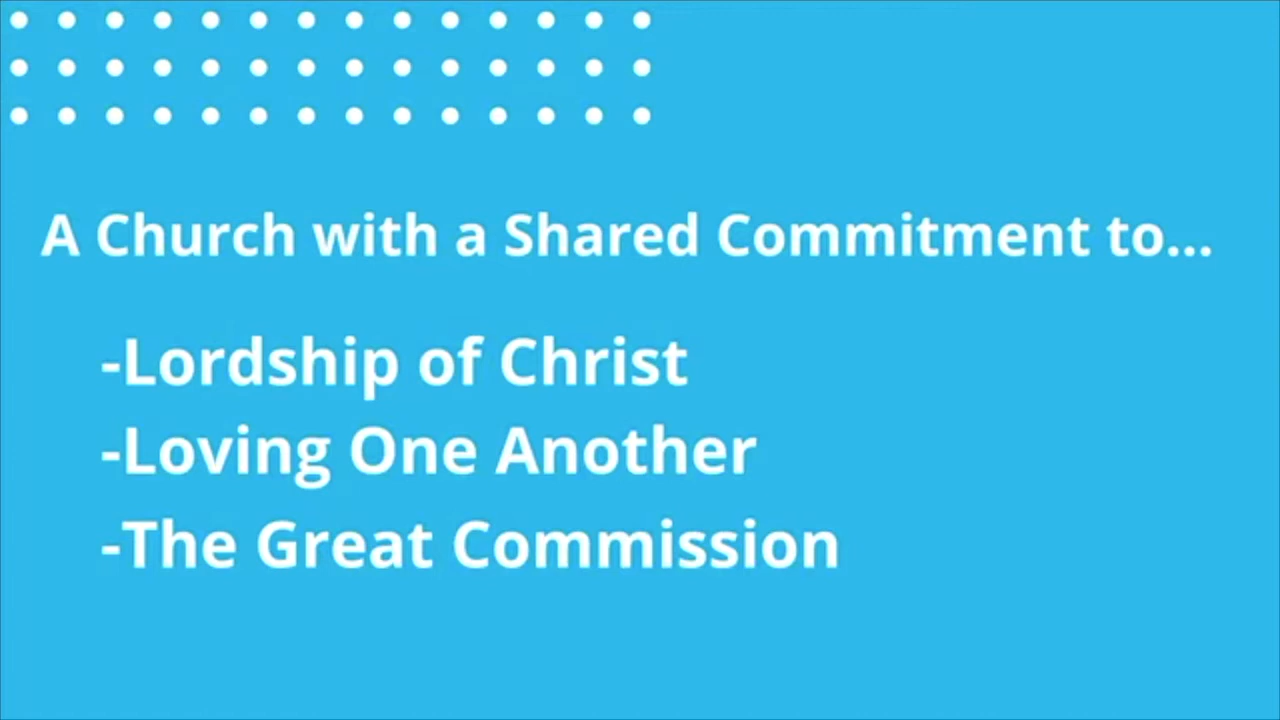 A Church with a Shared Commitment to...
-Lordship of Christ
-Loving One Another
-The Great Commission